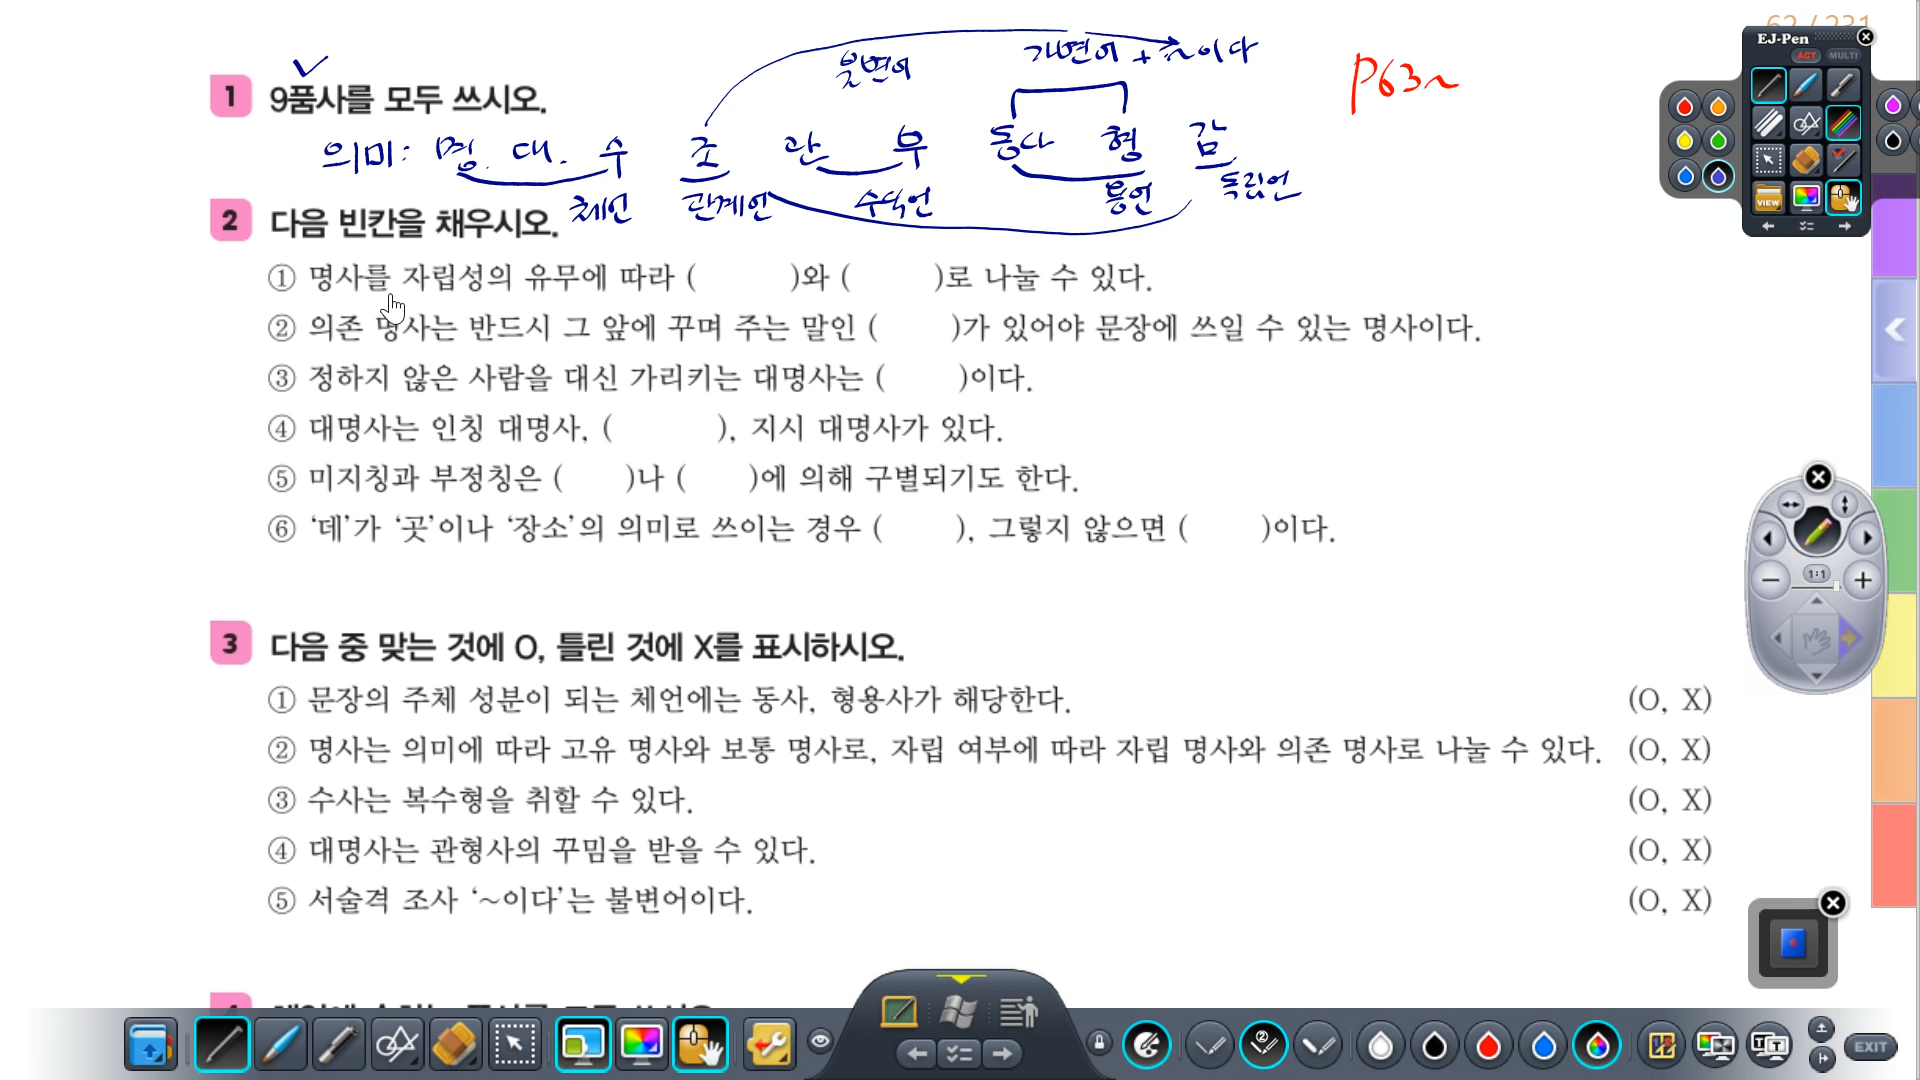 62 / 231
EJ-Pen
ACT MULTI
불변어
가변어 + ~이다
P63~
1 9품사를 모두 쓰시오.
의미: 명. 대. 수 조 관 부 동사 형 감
체언 관계언 수식언 용언 독립언
2 다음 빈칸을 채우시오.
① 명사를 자립성의 유무에 따라 ( )와 ( )로 나눌 수 있다.
② 의존 명사는 반드시 그 앞에 꾸며 주는 말인 ( )가 있어야 문장에 쓰일 수 있는 명사이다.
③ 정하지 않은 사람을 대신 가리키는 대명사는 ( )이다.
④ 대명사는 인칭 대명사, ( ), 지시 대명사가 있다.
⑤ 미지칭과 부정칭은 ( )나 ( )에 의해 구별되기도 한다.
⑥ ‘데’가 ‘곳’이나 ‘장소’의 의미로 쓰이는 경우 ( ), 그렇지 않으면 ( )이다.
3 다음 중 맞는 것에 O, 틀린 것에 X를 표시하시오.
① 문장의 주체 성분이 되는 체언에는 동사, 형용사가 해당한다. (O, X)
② 명사는 의미에 따라 고유 명사와 보통 명사로, 자립 여부에 따라 자립 명사와 의존 명사로 나눌 수 있다. (O, X)
③ 수사는 복수형을 취할 수 있다. (O, X)
④ 대명사는 관형사의 꾸밈을 받을 수 있다. (O, X)
⑤ 서술격 조사 ‘~이다’는 불변어이다. (O, X)
VIEW
1:1
EXIT